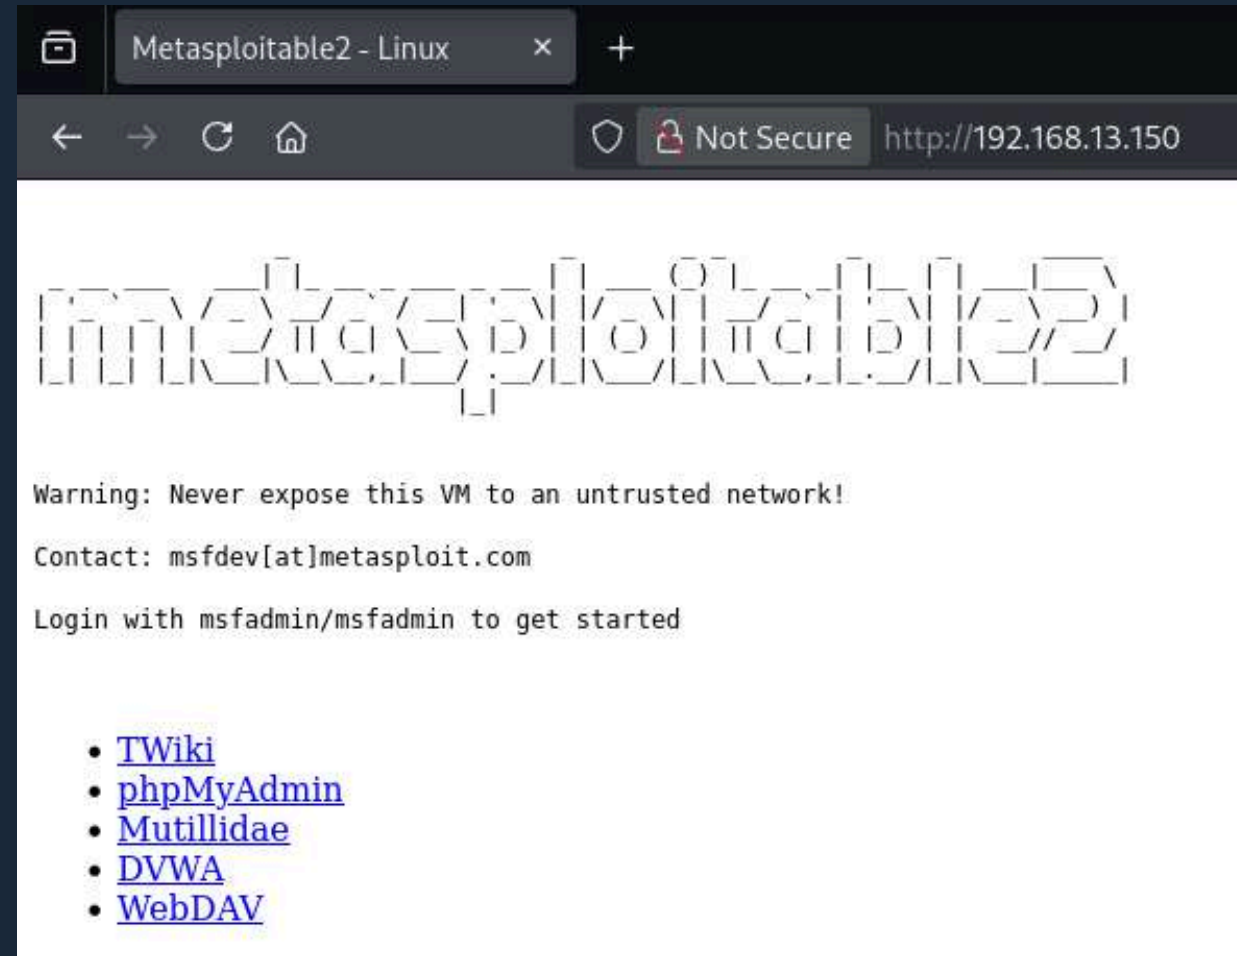 Metasploitable2 - Linux
Not Secure http://192.168.13.150
metasploitable2
Warning: Never expose this VM to an untrusted network!
Contact: msfdev[at]metasploit.com
Login with msfadmin/msfadmin to get started
TWiki
phpMyAdmin
Mutillidae
DVWA
WebDAV